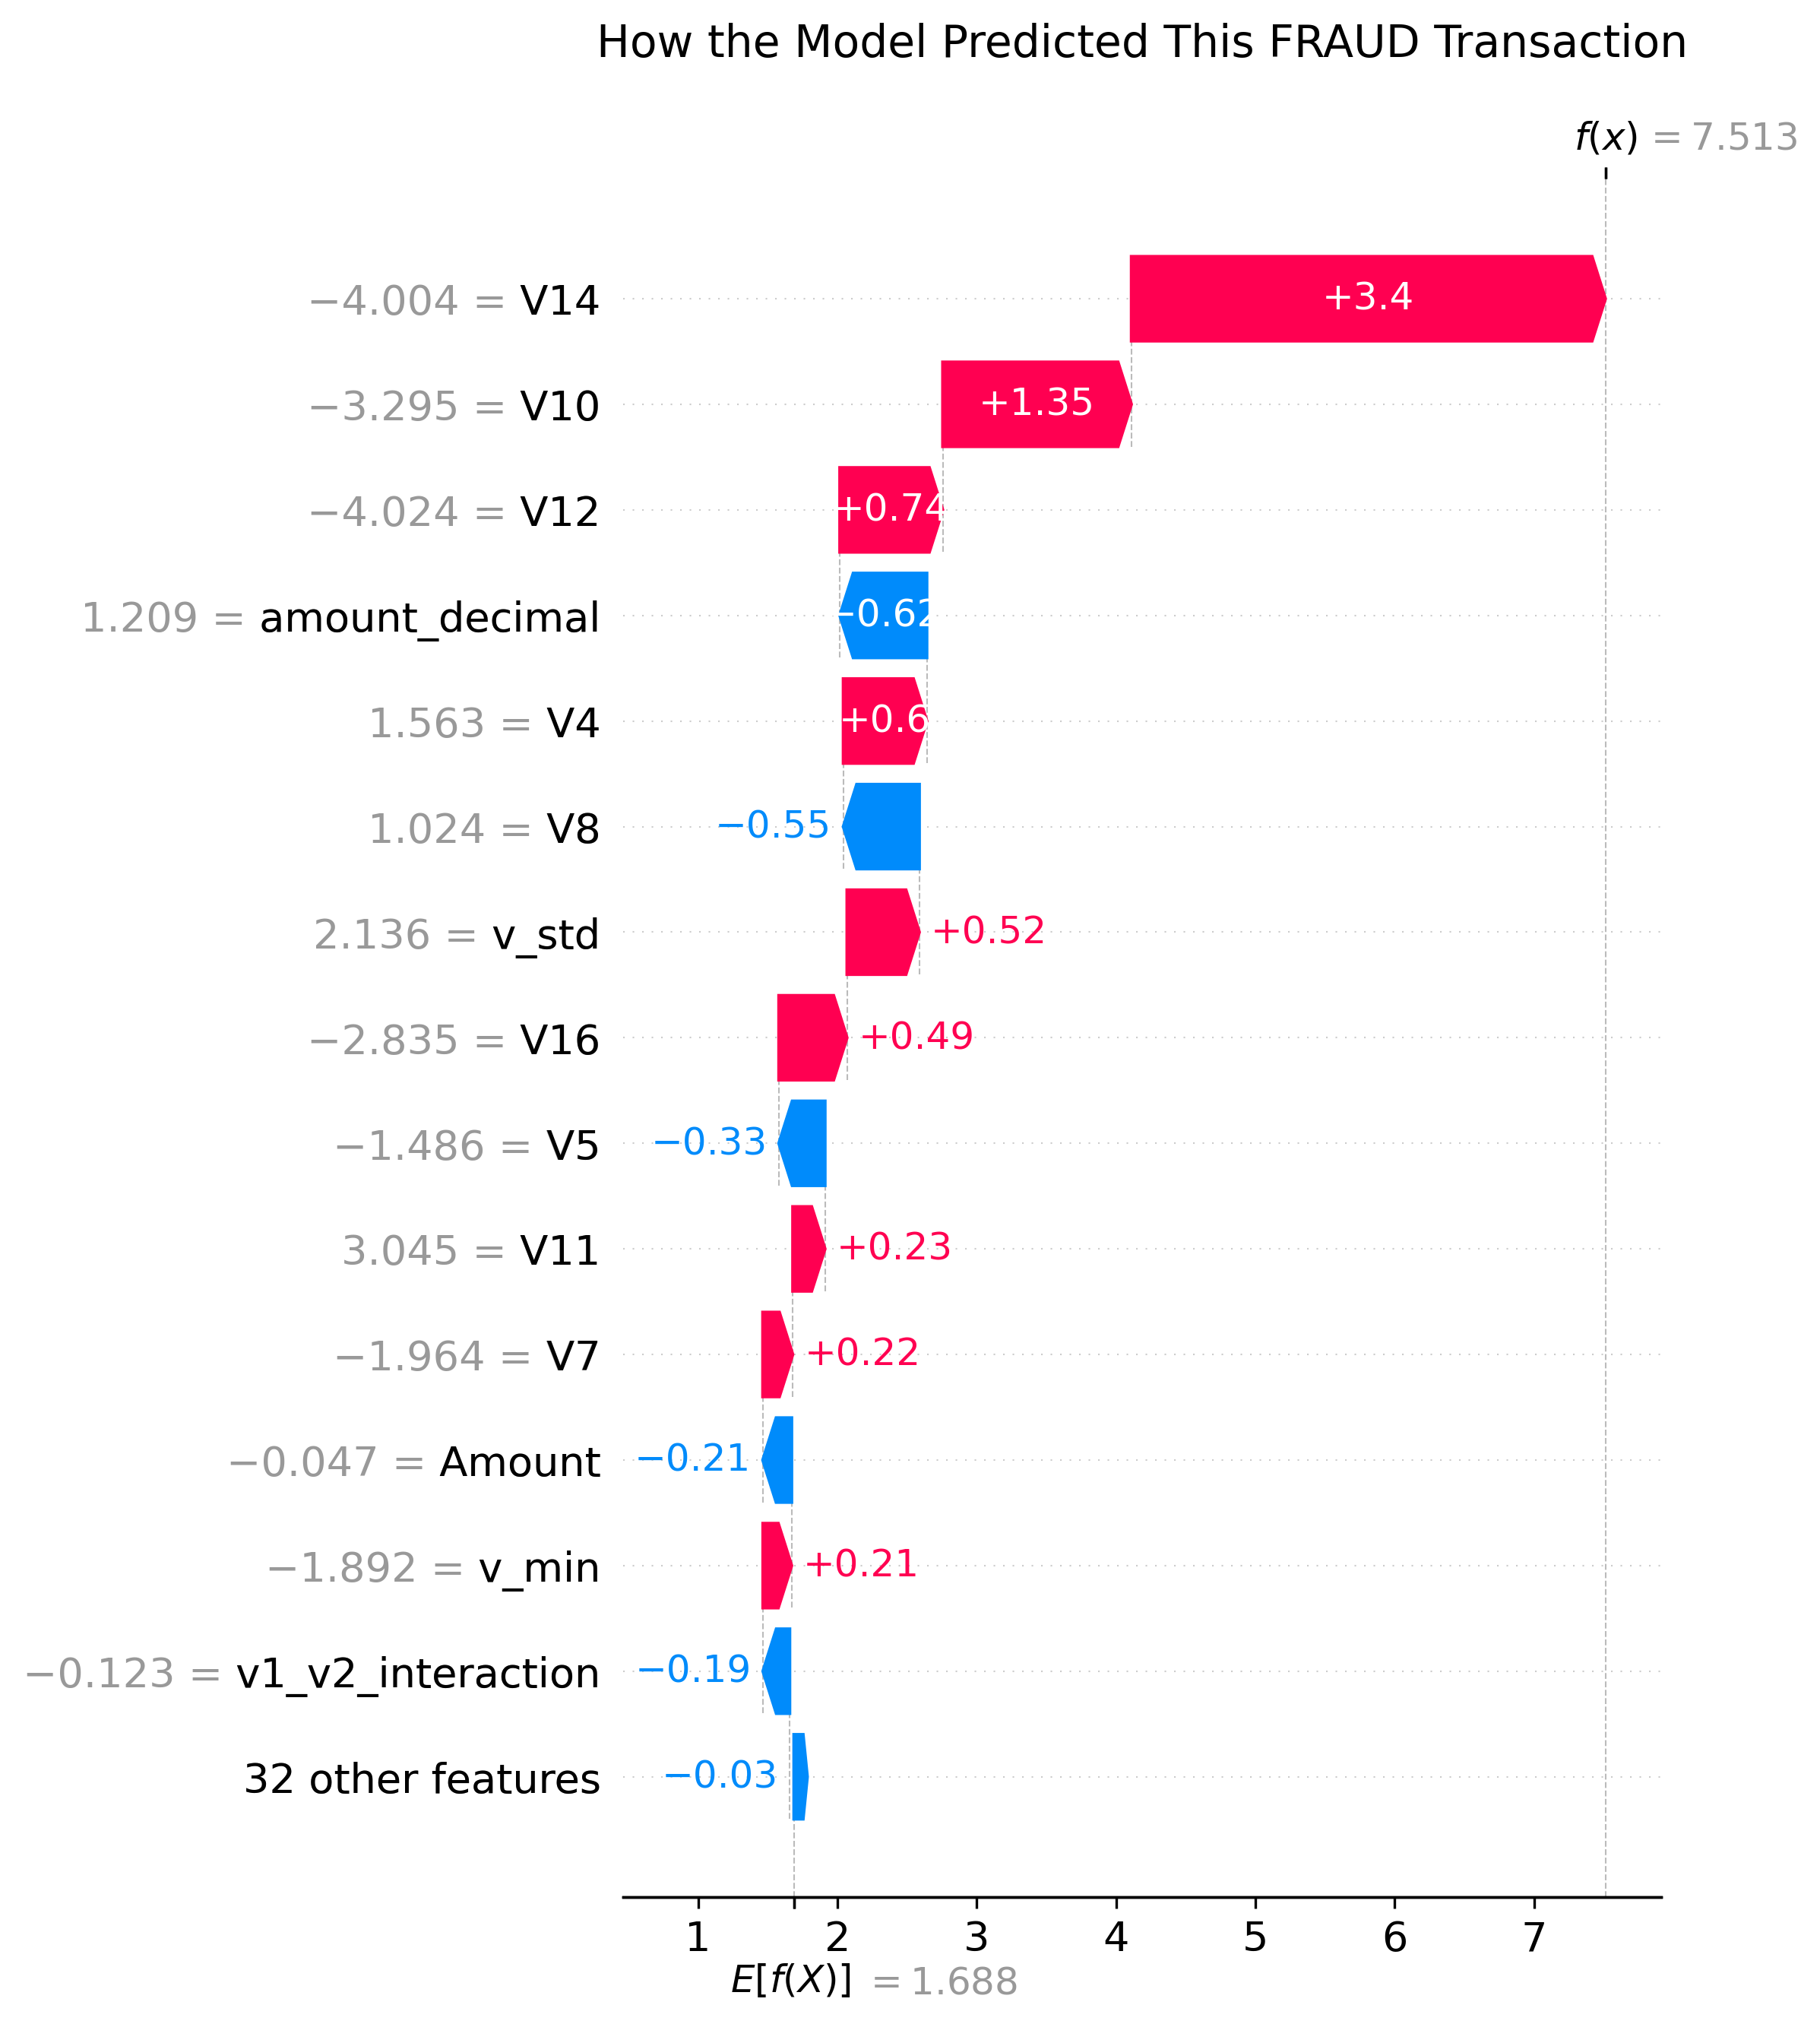 How the Model Predicted This FRAUD Transaction
f(x) = 7.513
−4.004 = V14 +3.4
−3.295 = V10 +1.35
−4.024 = V12 +0.74
1.209 = amount_decimal −0.62
1.563 = V4 +0.6
1.024 = V8 −0.55
2.136 = v_std +0.52
−2.835 = V16 +0.49
−1.486 = V5 −0.33
3.045 = V11 +0.23
−1.964 = V7 +0.22
−0.047 = Amount −0.21
−1.892 = v_min +0.21
−0.123 = v1_v2_interaction −0.19
32 other features −0.03
1 2 3 4 5 6 7
E[f(X)] = 1.688